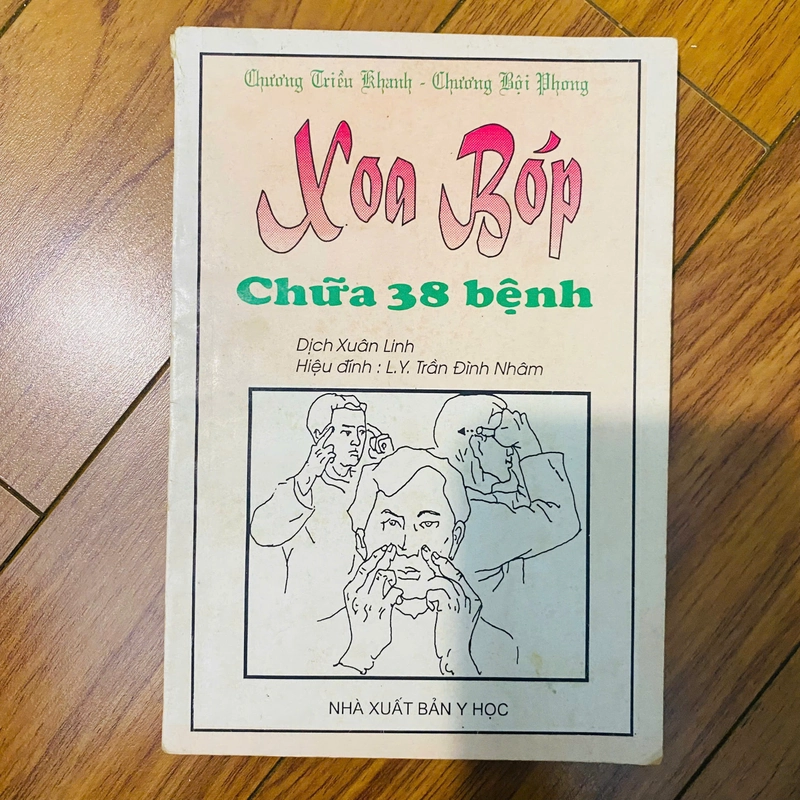 Chương Triều Khanh - Chương Bội Phong
Xoa Bóp
Chữa 38 bệnh
Dịch Xuân Linh
Hiệu đính : L.Y. Trần Đình Nhâm
NHÀ XUẤT BẢN Y HỌC